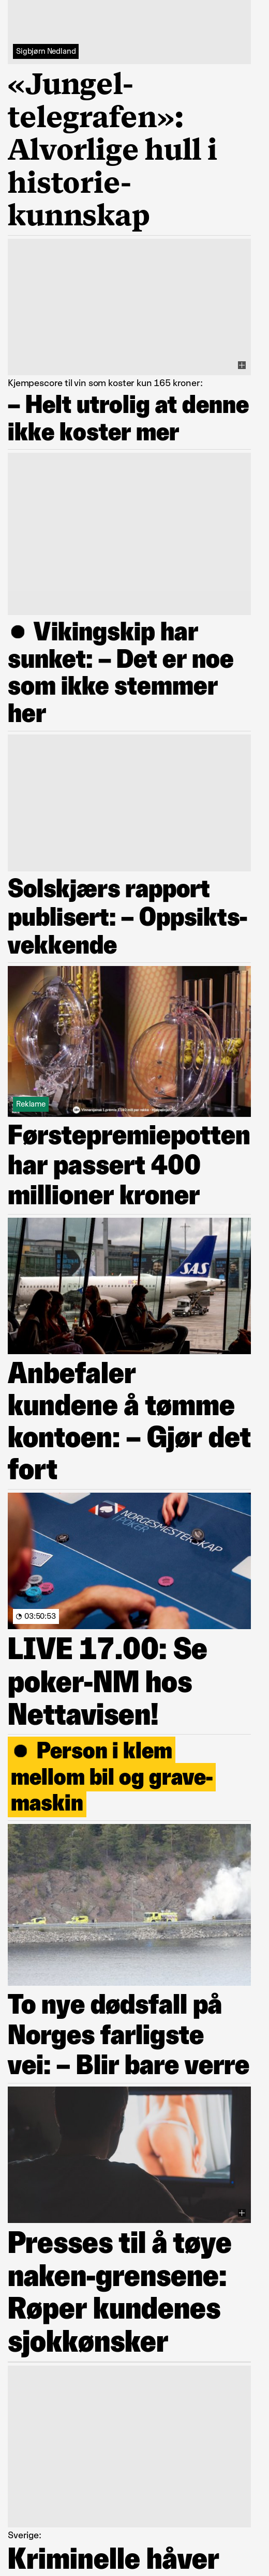 Sigbjørn Nedland
«Jungel-
telegrafen»:
Alvorlige hull i
historie-
kunnskap
Kjempescore til vin som koster kun 165 kroner:
– Helt utrolig at denne
ikke koster mer
Vikingskip har
sunket: – Det er noe
som ikke stemmer
her
Solskjærs rapport
publisert: – Oppsikts-
vekkende
Reklame
Førstepremiepotten
har passert 400
millioner kroner
SAS
Anbefaler
kundene å tømme
kontoen: – Gjør det
fort
NORGESMESTERSKAP
I POKER
03:50:53
LIVE 17.00: Se
poker-NM hos
Nettavisen!
Person i klem
mellom bil og grave-
maskin
To nye dødsfall på
Norges farligste
vei: – Blir bare verre
Presses til å tøye
naken-grensene:
Røper kundenes
sjokkønsker
Sverige:
Kriminelle håver